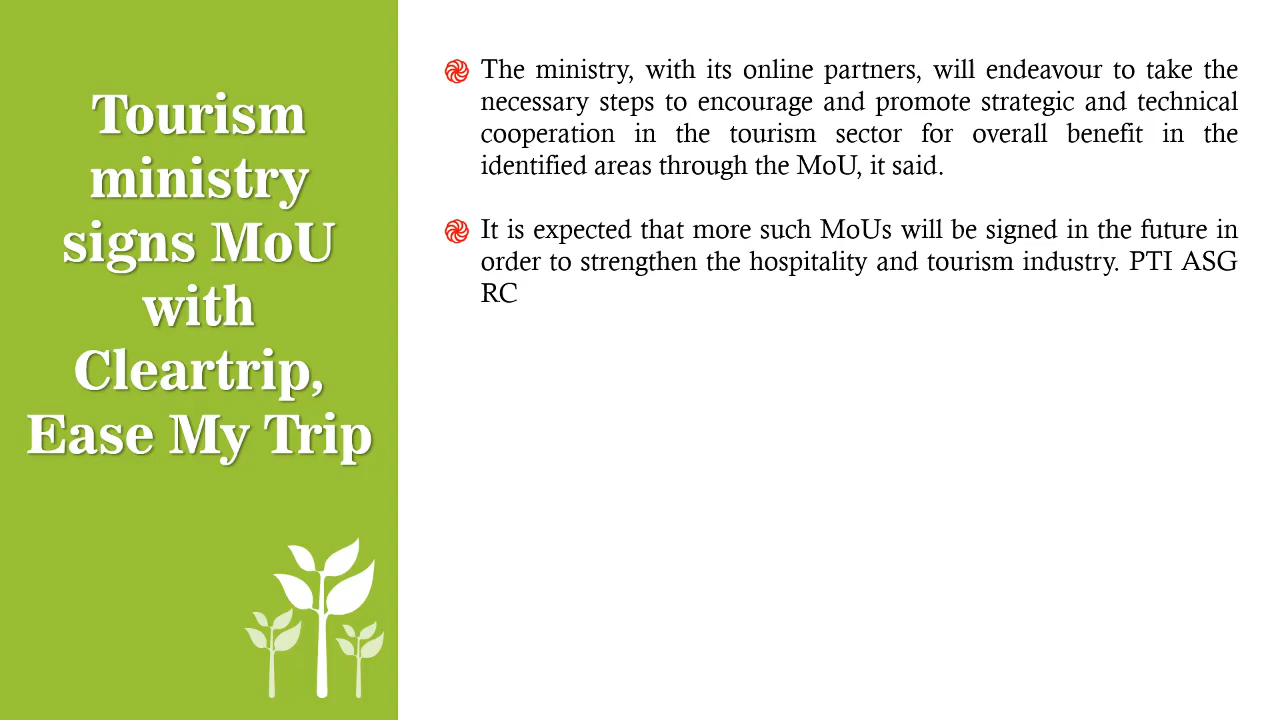 Tourism
ministry
signs MoU
with
Cleartrip,
Ease My Trip
The ministry, with its online partners, will endeavour to take the
necessary steps to encourage and promote strategic and technical
cooperation in the tourism sector for overall benefit in the
identified areas through the MoU, it said.
It is expected that more such MoUs will be signed in the future in
order to strengthen the hospitality and tourism industry. PTI ASG
RC